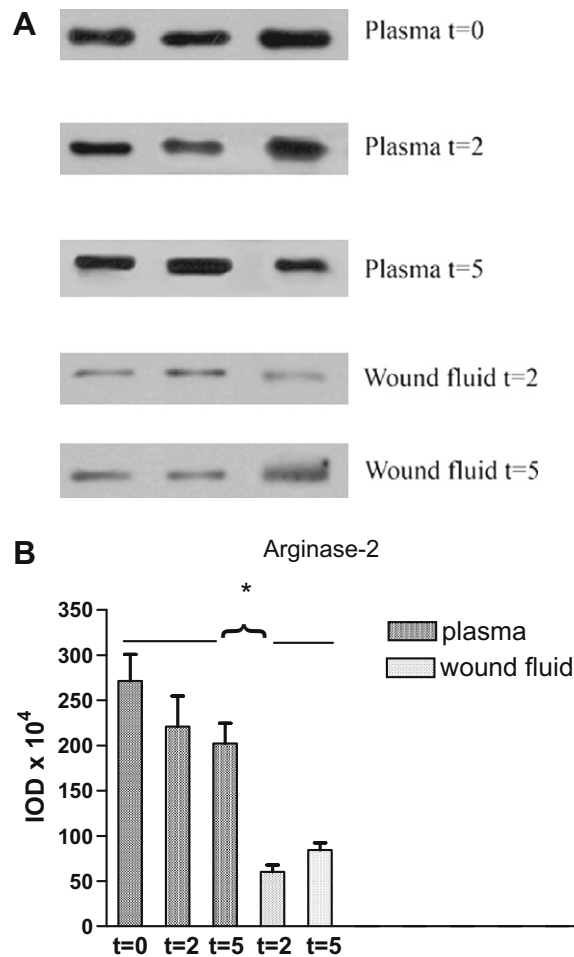 A
Plasma t=0
Plasma t=2
Plasma t=5
Wound fluid t=2
Wound fluid t=5
B
Arginase-2
*
350
300
250
200
150
100
50
0
IOD x 10⁴
plasma
wound fluid
t=0 t=2 t=5 t=2 t=5